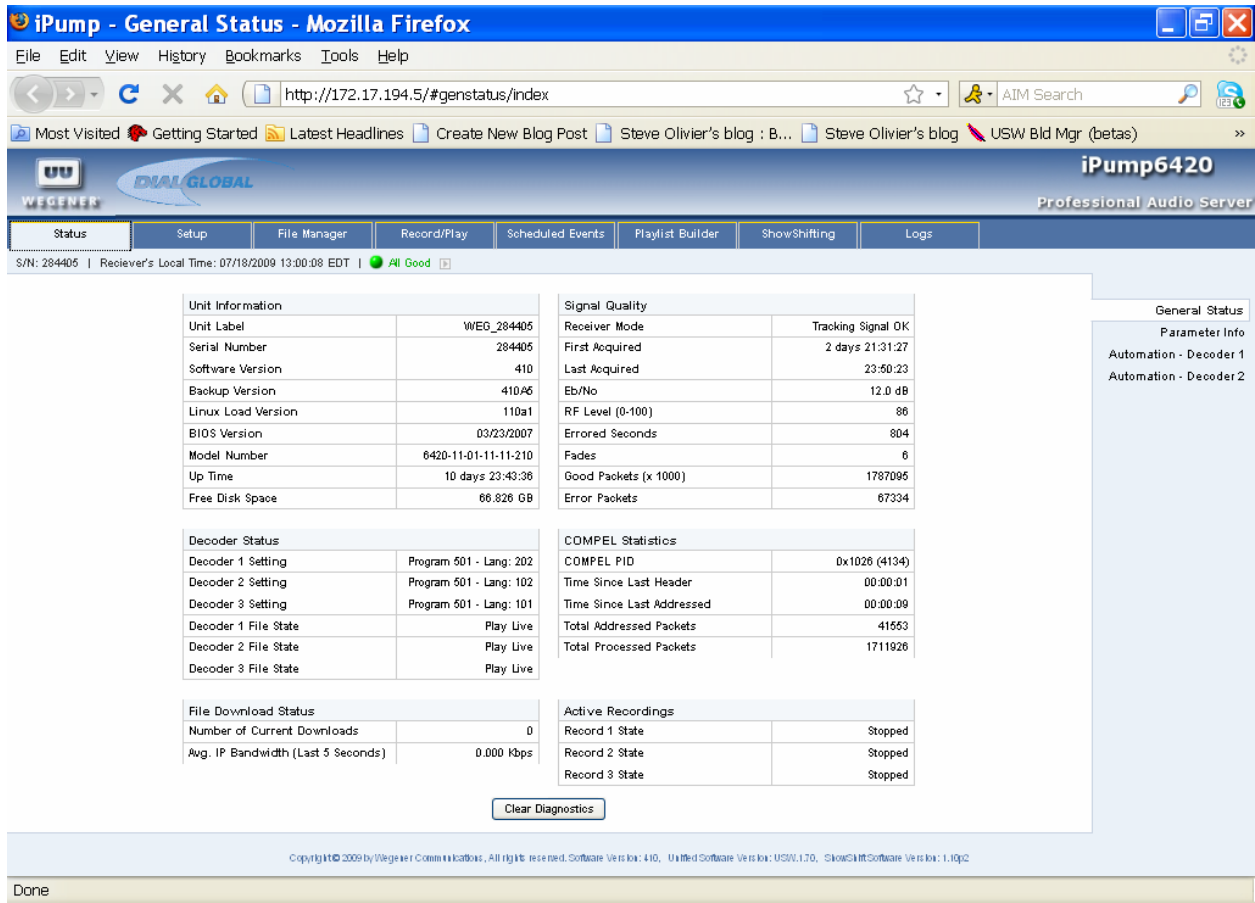 iPump - General Status - Mozilla Firefox
File Edit View History Bookmarks Tools Help
http://172.17.194.5/#genstatus/index AIM Search
Most Visited Getting Started Latest Headlines Create New Blog Post Steve Olivier's blog : B... Steve Olivier's blog USW Bld Mgr (betas) »
WEGENER DIAL GLOBAL iPump6420
Professional Audio Server
Status Setup File Manager Record/Play Scheduled Events Playlist Builder ShowShifting Logs
S/N: 284405 | Reciever's Local Time: 07/18/2009 13:00:08 EDT | All Good
General Status
Parameter Info
Automation - Decoder 1
Automation - Decoder 2
Unit Information
Unit Label WEG_284405
Serial Number 284405
Software Version 410
Backup Version 410A6
Linux Load Version 110a1
BIOS Version 03/23/2007
Model Number 6420-11-01-11-11-210
Up Time 10 days 23:43:36
Free Disk Space 66.826 GB
Signal Quality
Receiver Mode Tracking Signal OK
First Acquired 2 days 21:31:27
Last Acquired 23:50:23
Eb/No 12.0 dB
RF Level (0-100) 86
Errored Seconds 804
Fades 6
Good Packets (x 1000) 1787095
Error Packets 67334
Decoder Status
Decoder 1 Setting Program 501 - Lang: 202
Decoder 2 Setting Program 501 - Lang: 102
Decoder 3 Setting Program 501 - Lang: 101
Decoder 1 File State Play Live
Decoder 2 File State Play Live
Decoder 3 File State Play Live
COMPEL Statistics
COMPEL PID 0x1026 (4134)
Time Since Last Header 00:00:01
Time Since Last Addressed 00:00:09
Total Addressed Packets 41553
Total Processed Packets 1711926
File Download Status
Number of Current Downloads 0
Avg. IP Bandwidth (Last 5 Seconds) 0.000 Kbps
Active Recordings
Record 1 State Stopped
Record 2 State Stopped
Record 3 State Stopped
Clear Diagnostics
Copyright © 2009 by Wegener Communications, All rights reserved. Software Version: 410, Unified Software Version: USW.1.70, ShowShift Software Version: 1.10p2
Done